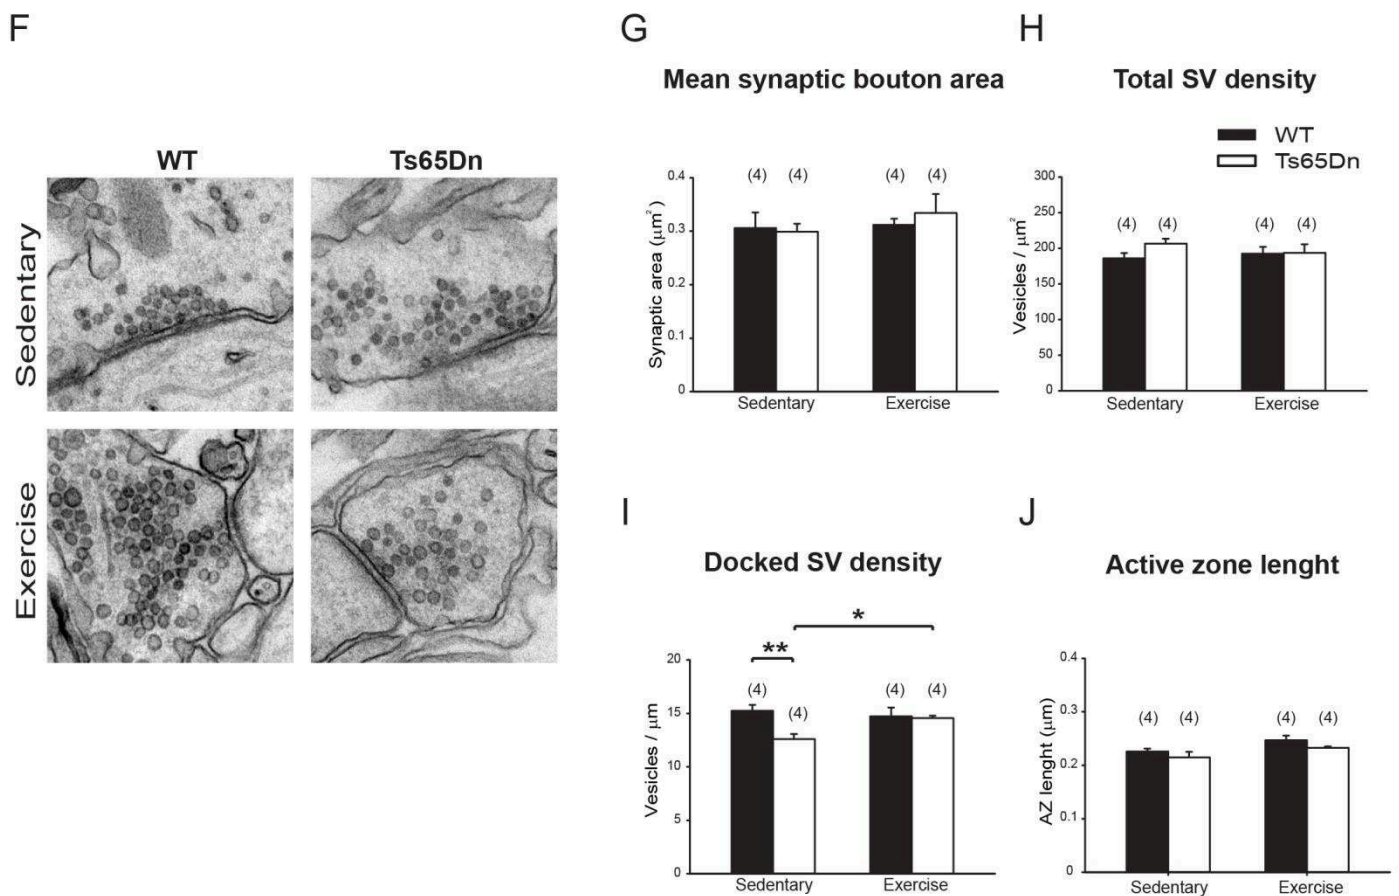 F
WT Ts65Dn
Sedentary
Exercise
G
Mean synaptic bouton area
Synaptic area (µm²)
0.4
0.3
0.2
0.1
0
(4) (4) (4) (4)
Sedentary Exercise
H
Total SV density
WT
Ts65Dn
Vesicles / µm²
300
250
200
150
100
50
0
(4) (4) (4) (4)
Sedentary Exercise
I
Docked SV density
*
**
Vesicles / µm
20
15
10
5
0
(4) (4) (4) (4)
Sedentary Exercise
J
Active zone lenght
AZ lenght (µm)
0.4
0.3
0.2
0.1
0
(4) (4) (4) (4)
Sedentary Exercise